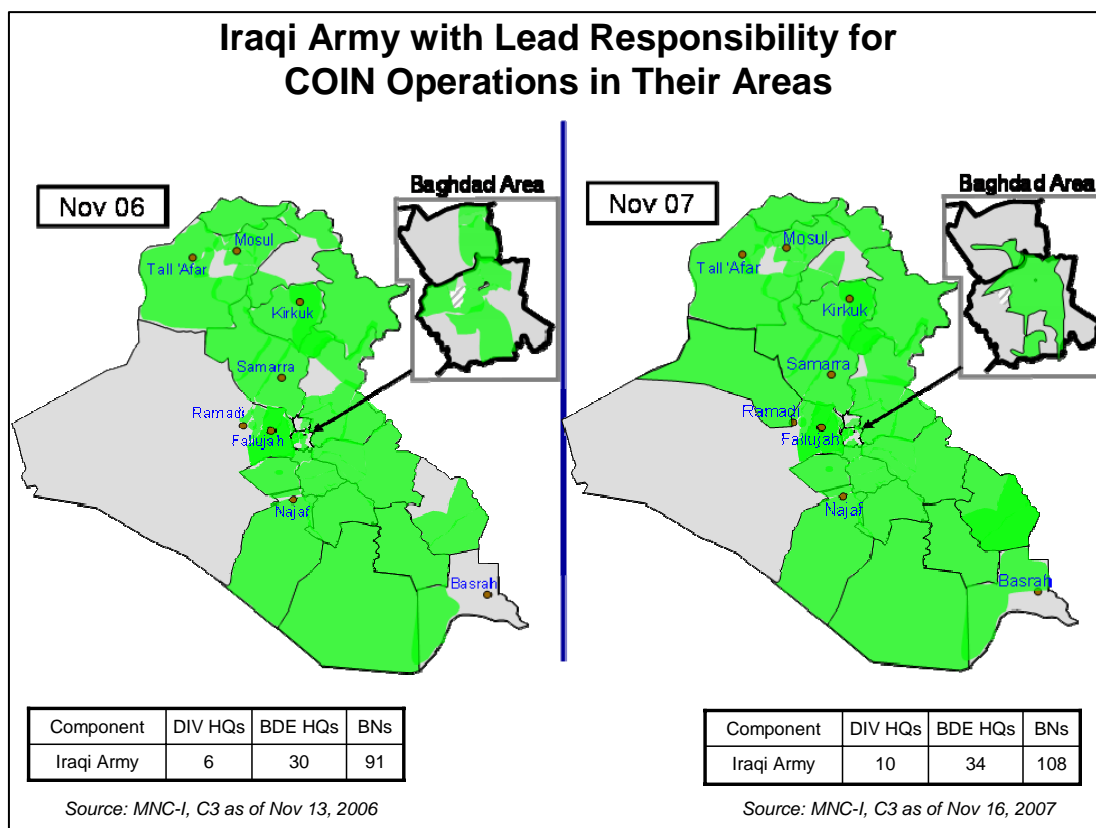 Iraqi Army with Lead Responsibility for
COIN Operations in Their Areas
Nov 06
Baghdad Area
Mosul
Tall 'Afar
Kirkuk
Samarra
Ramadi
Fallujah
Najaf
Basrah
Component DIV HQs BDE HQs BNs
Iraqi Army 6 30 91
Source: MNC-I, C3 as of Nov 13, 2006
Nov 07
Baghdad Area
Mosul
Tall 'Afar
Kirkuk
Samarra
Ramadi
Fallujah
Najaf
Basrah
Component DIV HQs BDE HQs BNs
Iraqi Army 10 34 108
Source: MNC-I, C3 as of Nov 16, 2007